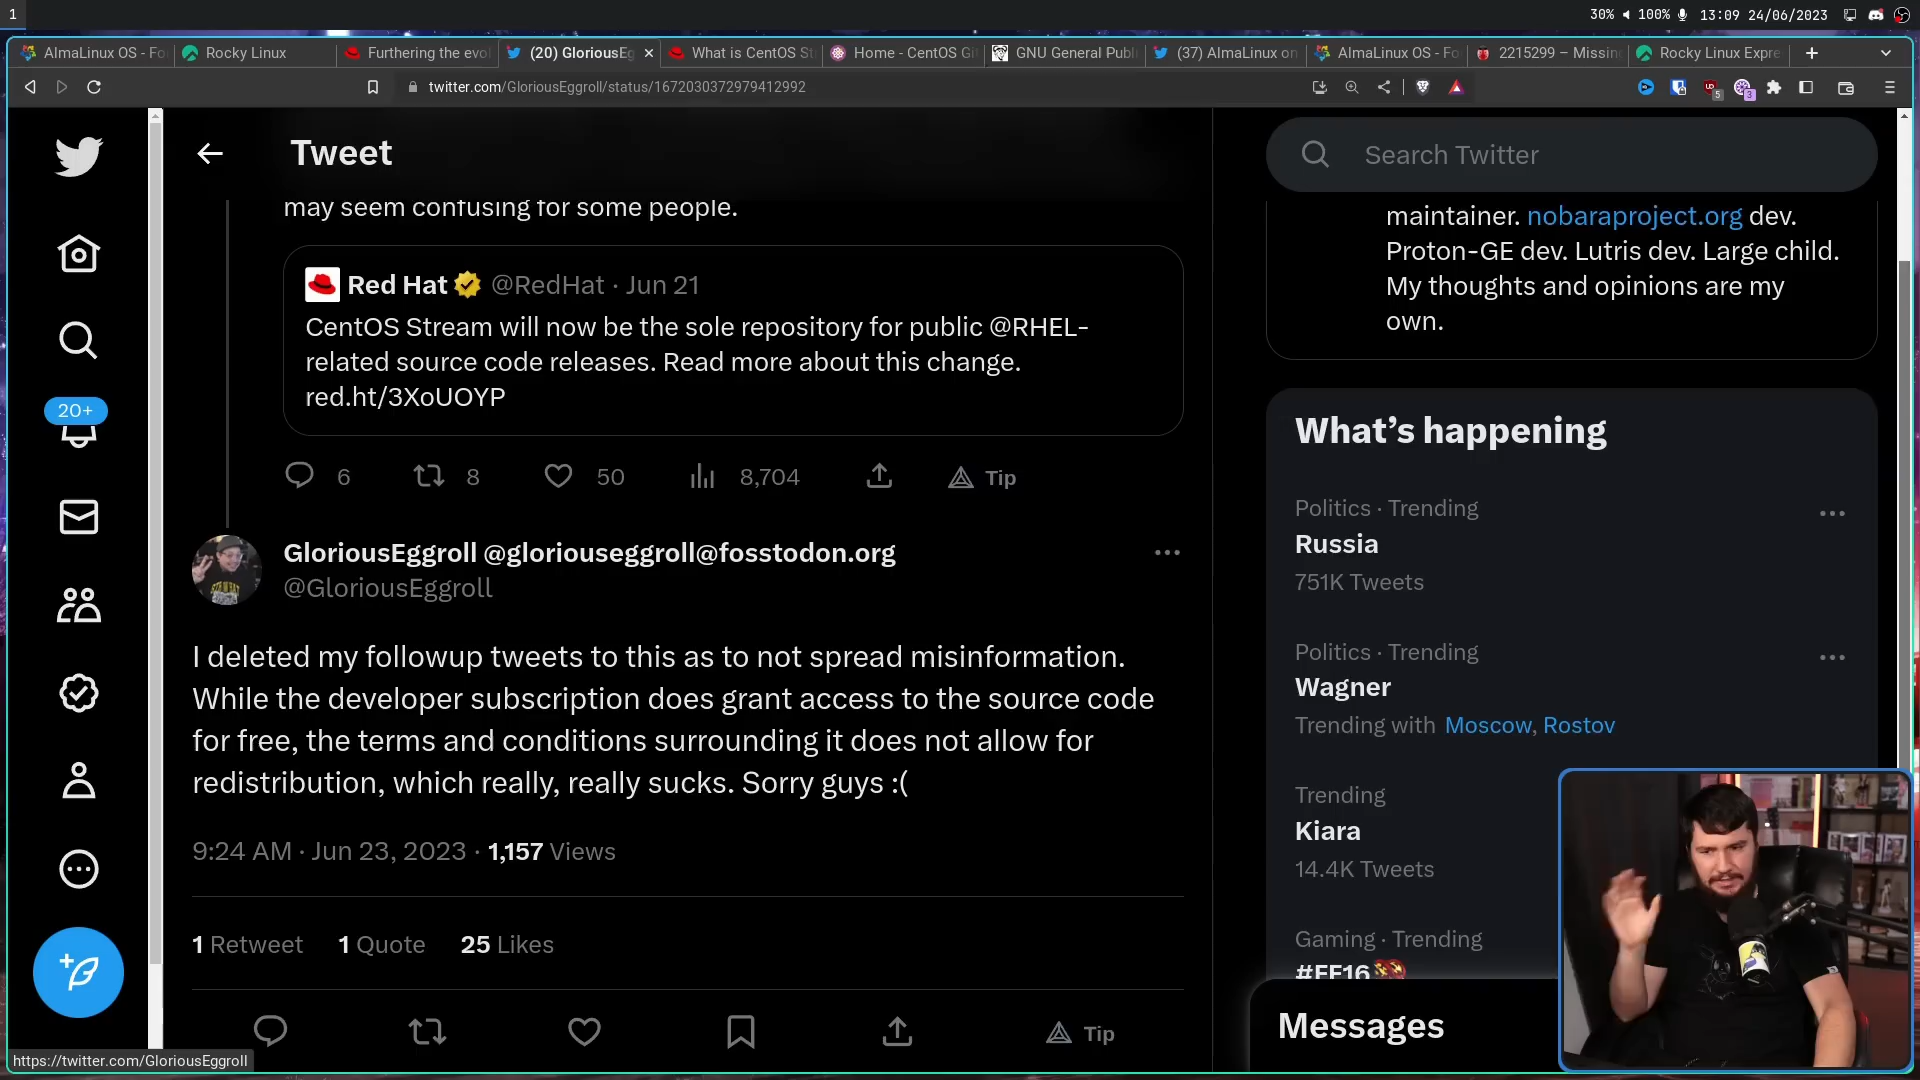 1
30% 100% 13:09 24/06/2023
AlmaLinux OS - Fo
Rocky Linux
Furthering the evol
(20) GloriousEg
What is CentOS St
Home - CentOS Gi
GNU General Publ
(37) AlmaLinux on
AlmaLinux OS - Fo
2215299 – Missin
Rocky Linux Expre
twitter.com/GloriousEggroll/status/1672030372979412992
5
3
Tweet
Search Twitter
may seem confusing for some people.
Red Hat @RedHat · Jun 21
CentOS Stream will now be the sole repository for public @RHEL-
related source code releases. Read more about this change.
red.ht/3XoUOYP
6 8 50 8,704 Tip
20+
GloriousEggroll @gloriouseggroll@fosstodon.org
@GloriousEggroll
I deleted my followup tweets to this as to not spread misinformation.
While the developer subscription does grant access to the source code
for free, the terms and conditions surrounding it does not allow for
redistribution, which really, really sucks. Sorry guys :(
9:24 AM · Jun 23, 2023 · 1,157 Views
1 Retweet 1 Quote 25 Likes
Tip
https://twitter.com/GloriousEggroll
maintainer. nobaraproject.org dev.
Proton-GE dev. Lutris dev. Large child.
My thoughts and opinions are my
own.
What's happening
Politics · Trending
Russia
751K Tweets
Politics · Trending
Wagner
Trending with Moscow, Rostov
Trending
Kiara
14.4K Tweets
Gaming · Trending
#FF16
Messages